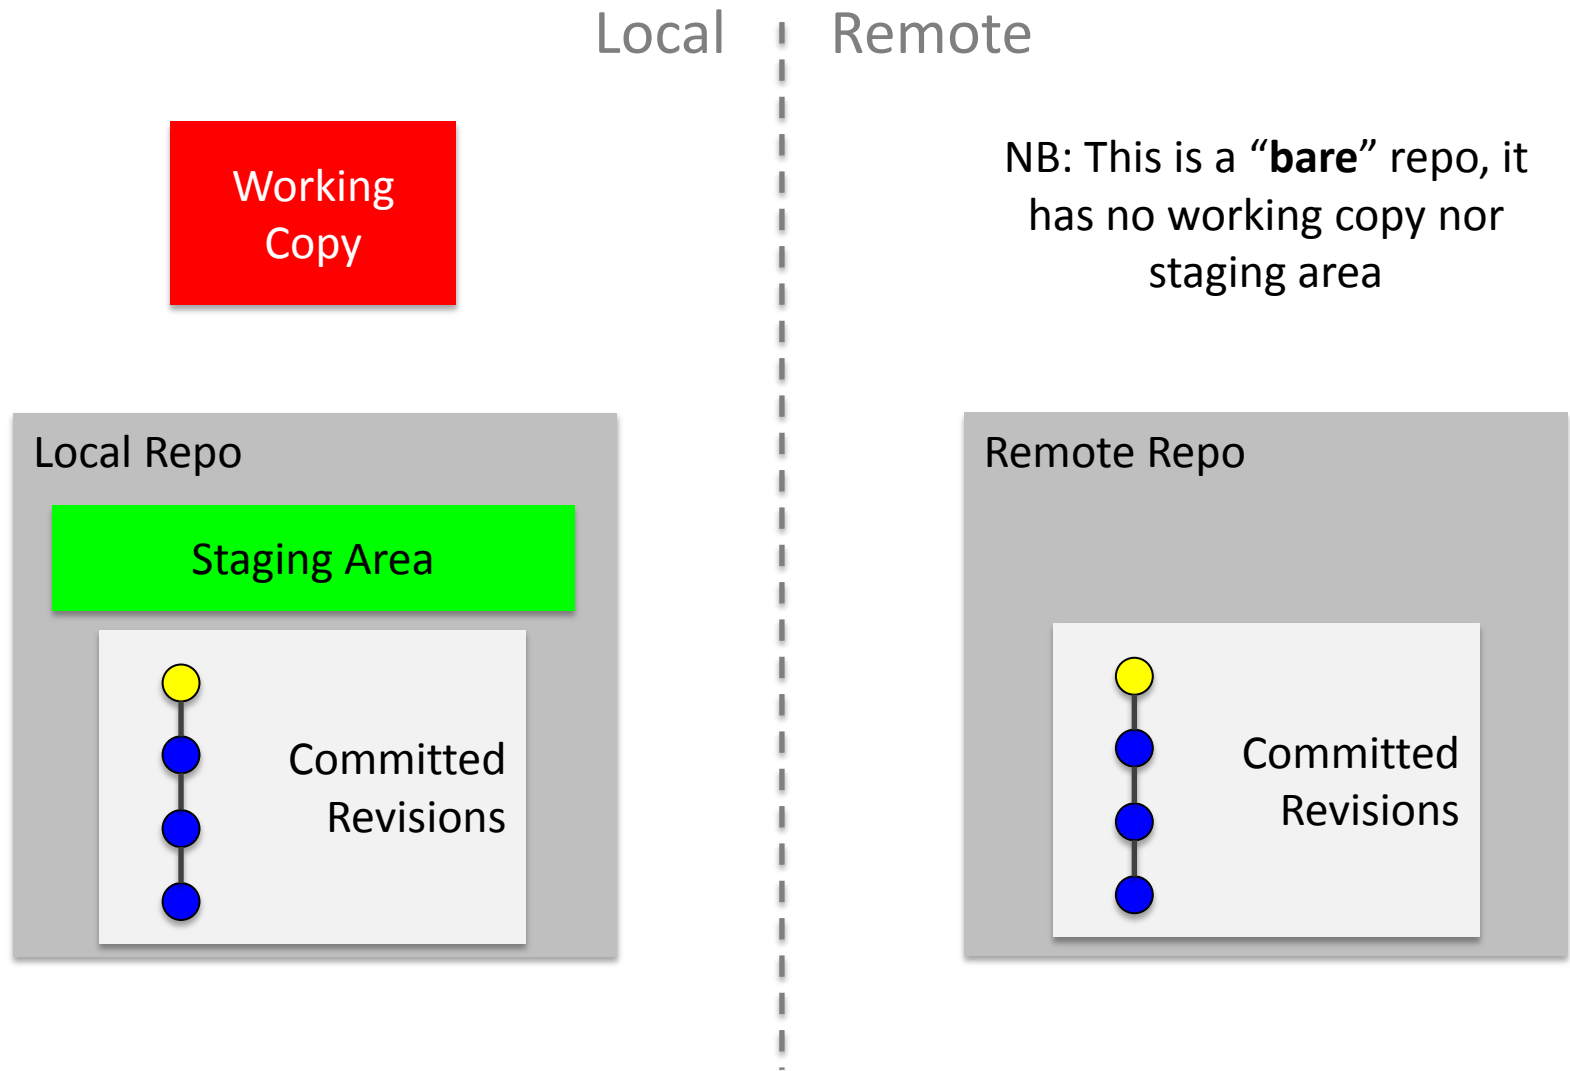 Local
Remote
Working
Copy
NB: This is a “bare” repo, it
has no working copy nor
staging area
Local Repo
Staging Area
Committed
Revisions
Remote Repo
Committed
Revisions